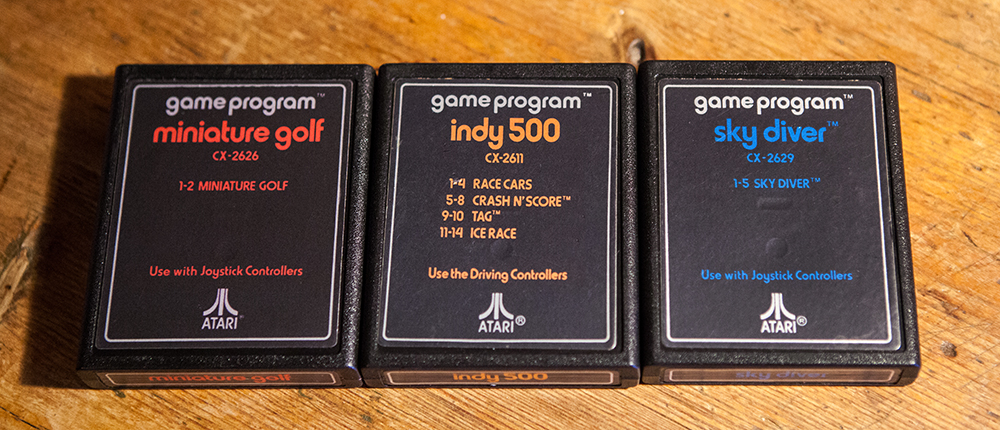 game program™
miniature golf
CX-2626
1-2 MINIATURE GOLF
Use with Joystick Controllers
ATARI®
miniature golf
game program™
indy 500
CX-2611
1-4 RACE CARS
5-8 CRASH N' SCORE™
9-10 TAG™
11-14 ICE RACE
Use the Driving Controllers
ATARI®
indy 500
game program™
sky diver™
CX-2629
1-5 SKY DIVER™
Use with Joystick Controllers
ATARI®
sky diver